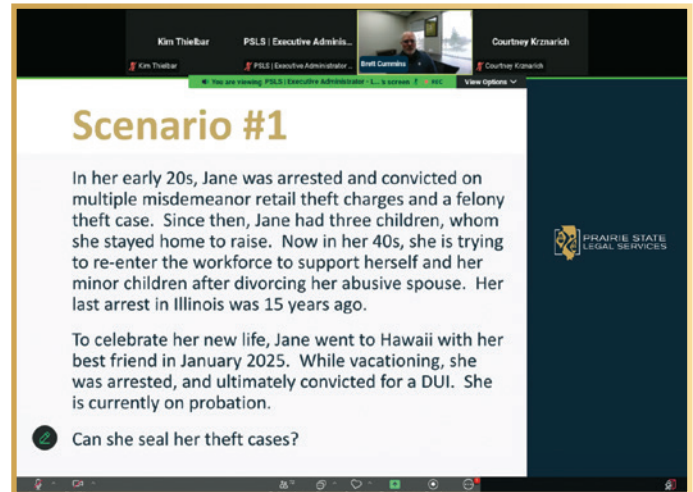 Kim Thielbar
PSLS | Executive Adminis...
Courtney Krznarich
Kim Thielbar
PSLS | Executive Administrator ...
Brett Cummins
Courtney Krznarich
You are viewing PSLS | Executive Administrator - L...'s screen
REC
View Options
Scenario #1
In her early 20s, Jane was arrested and convicted on
multiple misdemeanor retail theft charges and a felony
theft case. Since then, Jane had three children, whom
she stayed home to raise. Now in her 40s, she is trying
to re-enter the workforce to support herself and her
minor children after divorcing her abusive spouse. Her
last arrest in Illinois was 15 years ago.
PRAIRIE STATE
LEGAL SERVICES
To celebrate her new life, Jane went to Hawaii with her
best friend in January 2025. While vacationing, she
was arrested, and ultimately convicted for a DUI. She
is currently on probation.
Can she seal her theft cases?